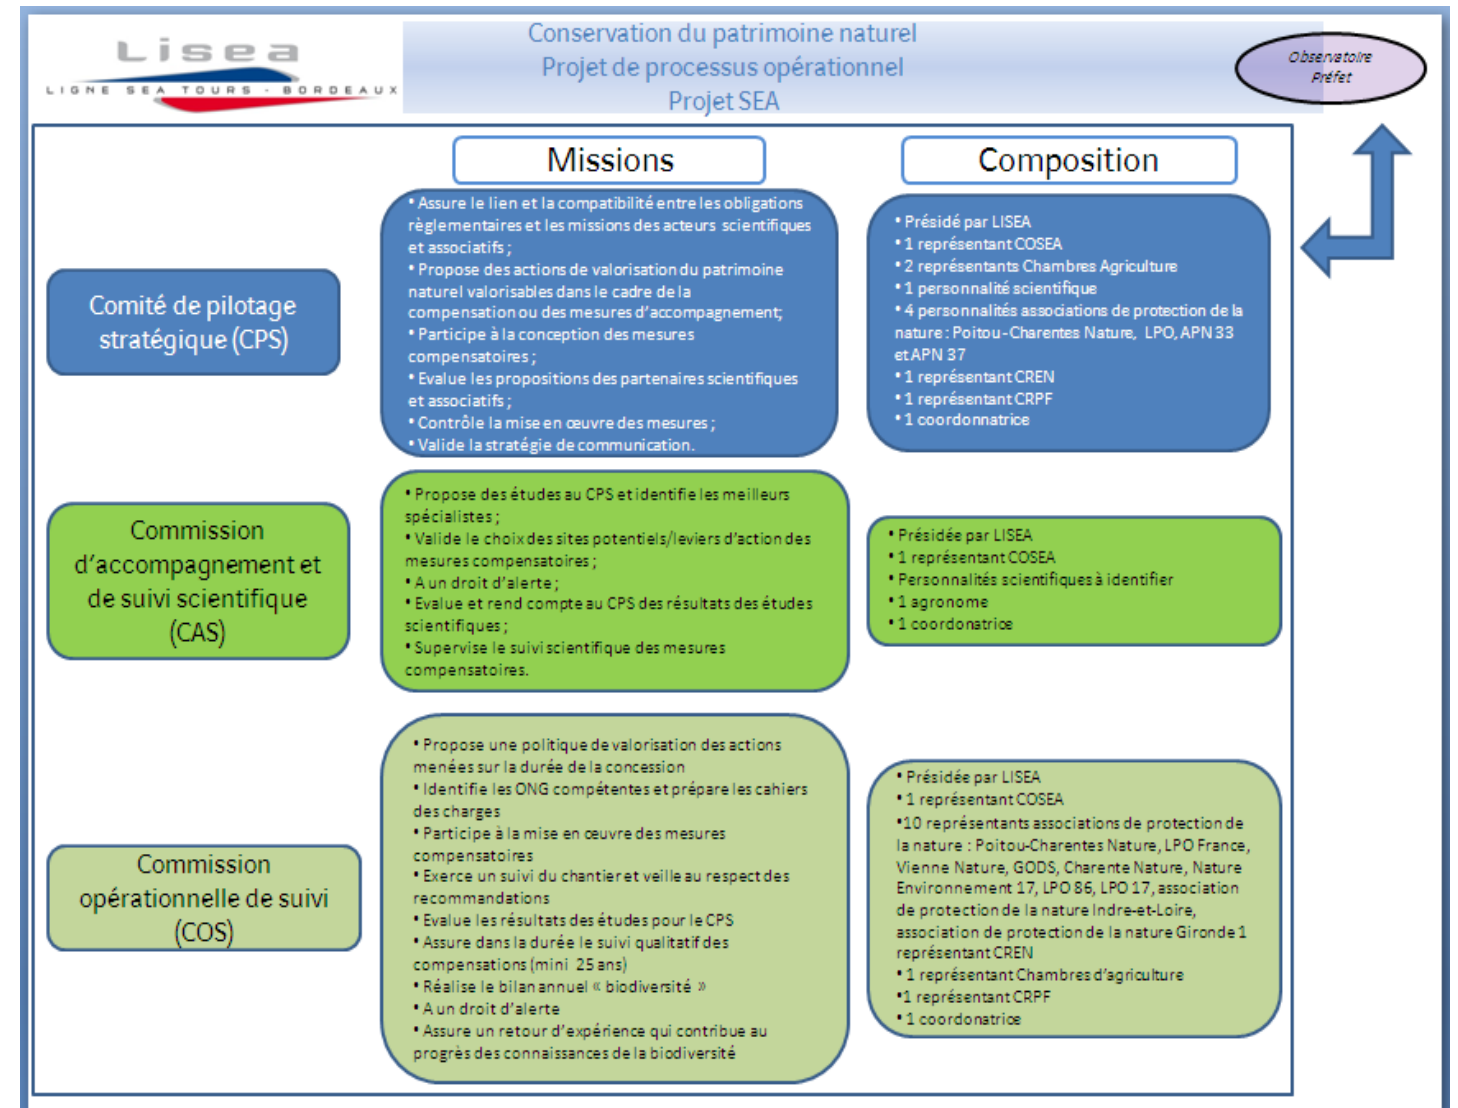 Lisea
LIGNE SEA TOURS - BORDEAUX
Conservation du patrimoine naturel
Projet de processus opérationnel
Projet SEA
Observatoire
Préfet
Missions
Composition
Comité de pilotage
stratégique (CPS)
• Assure le lien et la compatibilité entre les obligations
règlementaires et les missions des acteurs scientifiques
et associatifs ;
• Propose des actions de valorisation du patrimoine
naturel valorisables dans le cadre de la
compensation ou des mesures d'accompagnement;
• Participe à la conception des mesures
compensatoires ;
• Evalue les propositions des partenaires scientifiques
et associatifs ;
• Contrôle la mise en œuvre des mesures ;
• Valide la stratégie de communication.
• Présidé par LISEA
• 1 représentant COSEA
• 2 représentants Chambres Agriculture
• 1 personnalité scientifique
• 4 personnalités associations de protection de la
nature : Poitou-Charentes Nature, LPO, APN 33
et APN 37
• 1 représentant CREN
• 1 représentant CRPF
• 1 coordonnatrice
Commission
d'accompagnement et
de suivi scientifique
(CAS)
• Propose des études au CPS et identifie les meilleurs
spécialistes ;
• Valide le choix des sites potentiels/leviers d'action des
mesures compensatoires ;
• A un droit d'alerte ;
• Evalue et rend compte au CPS des résultats des études
scientifiques ;
• Supervise le suivi scientifique des mesures
compensatoires.
• Présidée par LISEA
• 1 représentant COSEA
• Personnalités scientifiques à identifier
• 1 agronome
• 1 coordonatrice
Commission
opérationnelle de suivi
(COS)
• Propose une politique de valorisation des actions
menées sur la durée de la concession
• Identifie les ONG compétentes et prépare les cahiers
des charges
• Participe à la mise en œuvre des mesures
compensatoires
• Exerce un suivi du chantier et veille au respect des
recommandations
• Evalue les résultats des études pour le CPS
• Assure dans la durée le suivi qualitatif des
compensations (mini 25 ans)
• Réalise le bilan annuel « biodiversité »
• A un droit d'alerte
• Assure un retour d'expérience qui contribue au
progrès des connaissances de la biodiversité
• Présidée par LISEA
• 1 représentant COSEA
•10 représentants associations de protection de
la nature : Poitou-Charentes Nature, LPO France,
Vienne Nature, GODS, Charente Nature, Nature
Environnement 17, LPO 86, LPO 17, association
de protection de la nature Indre-et-Loire,
association de protection de la nature Gironde 1
représentant CREN
• 1 représentant Chambres d'agriculture
•1 représentant CRPF
• 1 coordonatrice